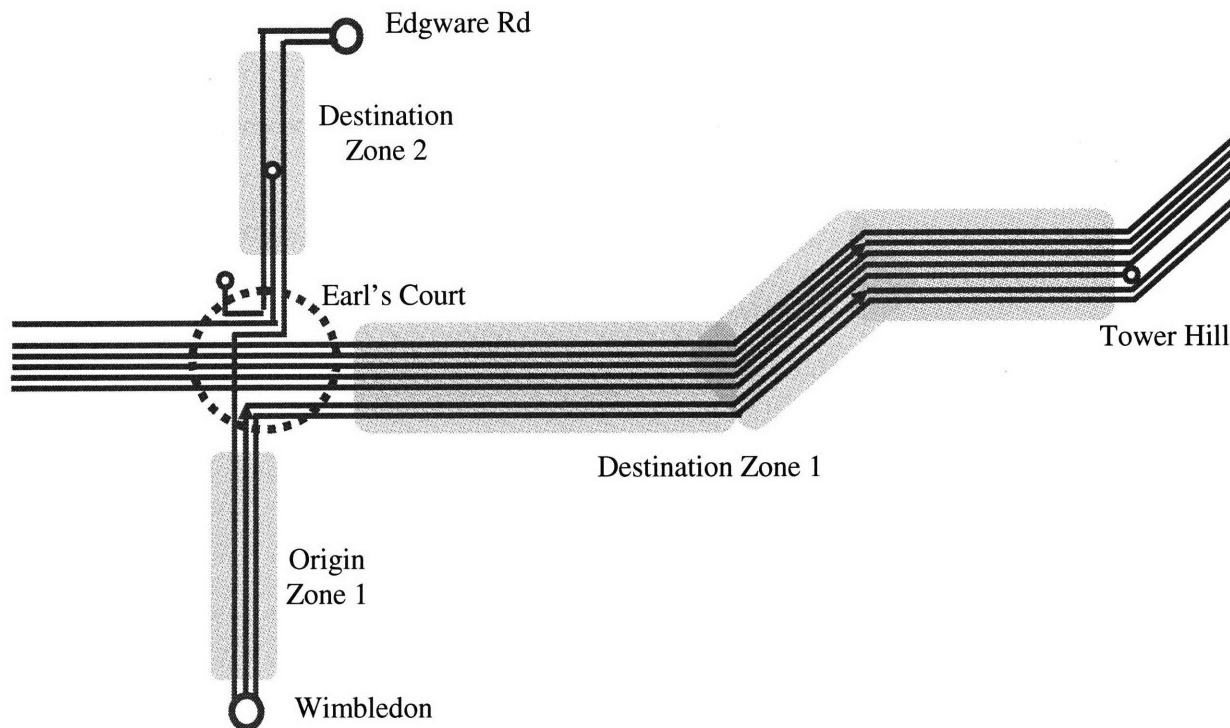 Edgware Rd
Destination
Zone 2
Earl's Court
Tower Hill
Destination Zone 1
Origin
Zone 1
Wimbledon